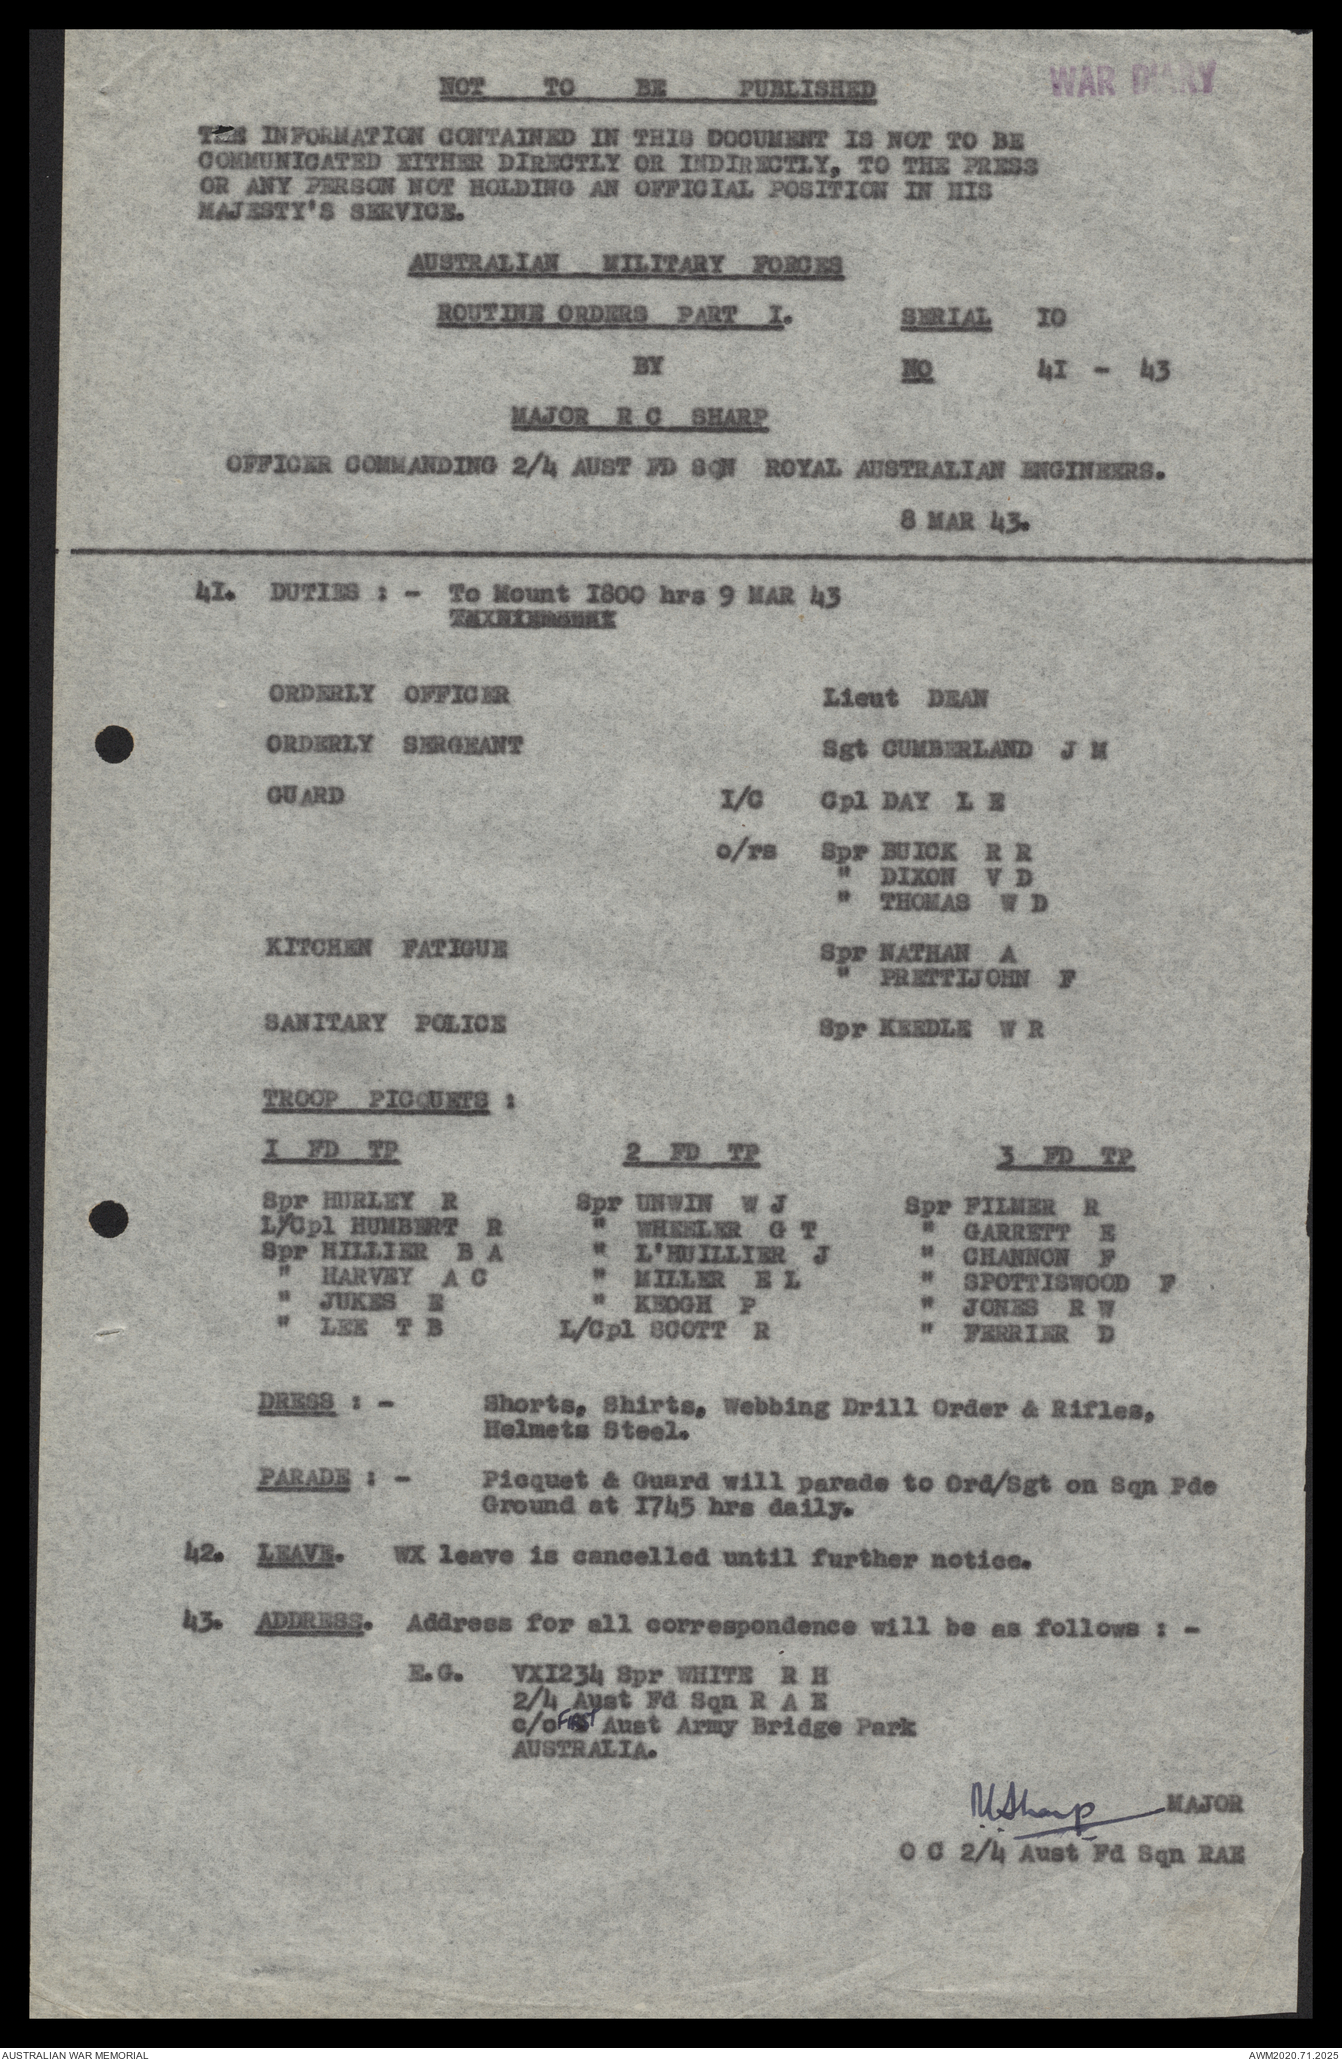 WAR DIARY
NOT TO BE PUBLISHED
THE INFORMATION CONTAINED IN THIS DOCUMENT IS NOT TO BE
COMMUNICATED EITHER DIRECTLY OR INDIRECTLY, TO THE PRESS
OR ANY PERSON NOT HOLDING AN OFFICIAL POSITION IN HIS
MAJESTY'S SERVICE.
AUSTRALIAN MILITARY FORCES
ROUTINE ORDERS PART I. SERIAL IO
BY NO 4I - 43
MAJOR R C SHARP
OFFICER COMMANDING 2/4 AUST FD SQN ROYAL AUSTRALIAN ENGINEERS.
8 MAR 43.
4I. DUTIES : - To Mount I800 hrs 9 MAR 43
ORDERLY OFFICER Lieut DEAN
ORDERLY SERGEANT Sgt CUMBERLAND J M
GUARD I/C Cpl DAY L E
o/rs Spr BUICK R R
" DIXON V D
" THOMAS W D
KITCHEN FATIGUE Spr NATHAN A
" PRETTIJOHN F
SANITARY POLICE Spr KEEDLE W R
TROOP PICQUETS :
I FD TP 2 FD TP 3 FD TP
Spr HURLEY R Spr UNWIN W J Spr FILMER R
L/Cpl HUMBERT R " WHEELER G T " GARRETT E
Spr HILLIER B A " L'HUILLIER J " CHANNON F
" HARVEY A C " MILLER E L " SPOTTISWOOD F
" JUKES E " KEOGH P " JONES R W
" LEE T B L/Cpl SCOTT R " FERRIER D
DRESS : - Shorts, Shirts, Webbing Drill Order & Rifles,
Helmets Steel.
PARADE : - Picquet & Guard will parade to Ord/Sgt on Sqn Pde
Ground at I745 hrs daily.
42. LEAVE. WX leave is cancelled until further notice.
43. ADDRESS. Address for all correspondence will be as follows : -
E.G. VXI234 Spr WHITE R H
2/4 Aust Fd Sqn R A E
c/o FIRST Aust Army Bridge Park
AUSTRALIA.
R C Sharp MAJOR
O C 2/4 Aust Fd Sqn RAE
AUSTRALIAN WAR MEMORIAL AWM2020.71.2025